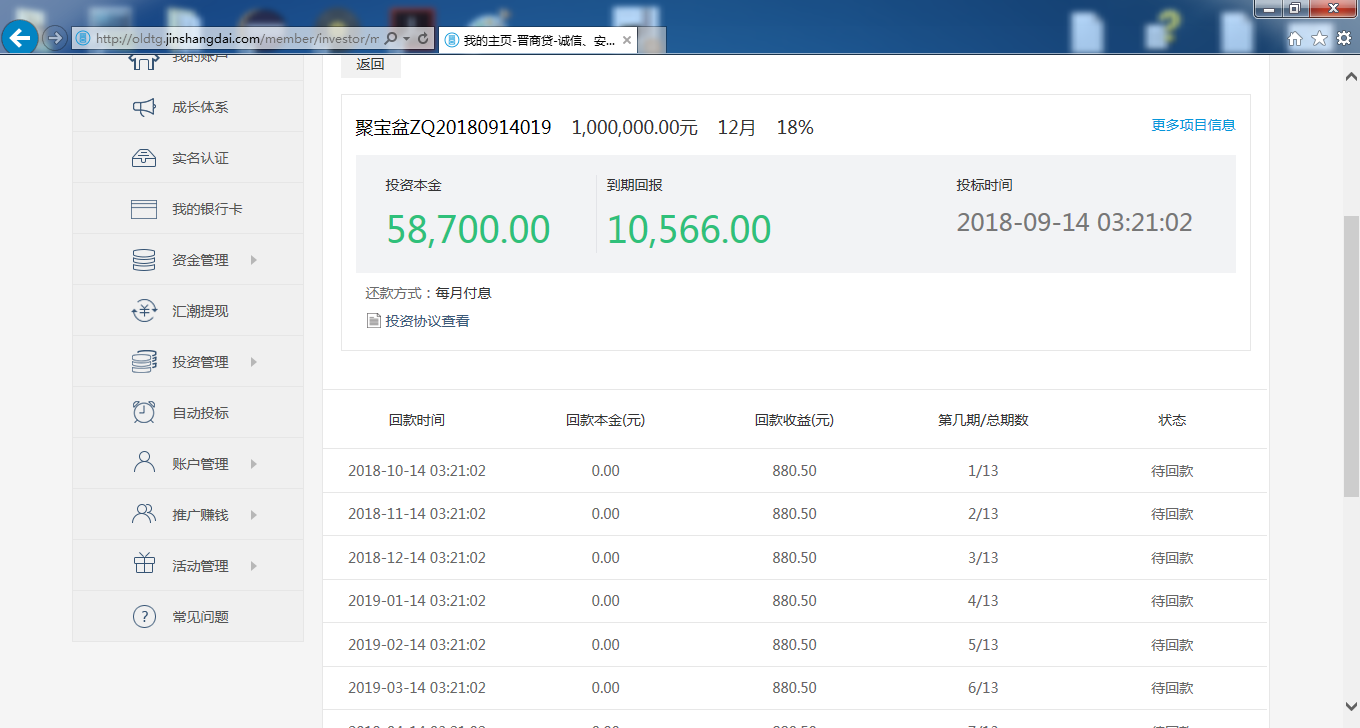 http://oldtg.jinshangdai.com/member/investor/m
我的主页-晋商贷-诚信、安...
我的账户
成长体系
实名认证
我的银行卡
资金管理
汇潮提现
投资管理
自动投标
账户管理
推广赚钱
活动管理
常见问题
返回
聚宝盆ZQ20180914019 1,000,000.00元 12月 18% 更多项目信息
投资本金 到期回报 投标时间
58,700.00 10,566.00 2018-09-14 03:21:02
还款方式：每月付息
投资协议查看
回款时间 回款本金(元) 回款收益(元) 第几期/总期数 状态
2018-10-14 03:21:02 0.00 880.50 1/13 待回款
2018-11-14 03:21:02 0.00 880.50 2/13 待回款
2018-12-14 03:21:02 0.00 880.50 3/13 待回款
2019-01-14 03:21:02 0.00 880.50 4/13 待回款
2019-02-14 03:21:02 0.00 880.50 5/13 待回款
2019-03-14 03:21:02 0.00 880.50 6/13 待回款